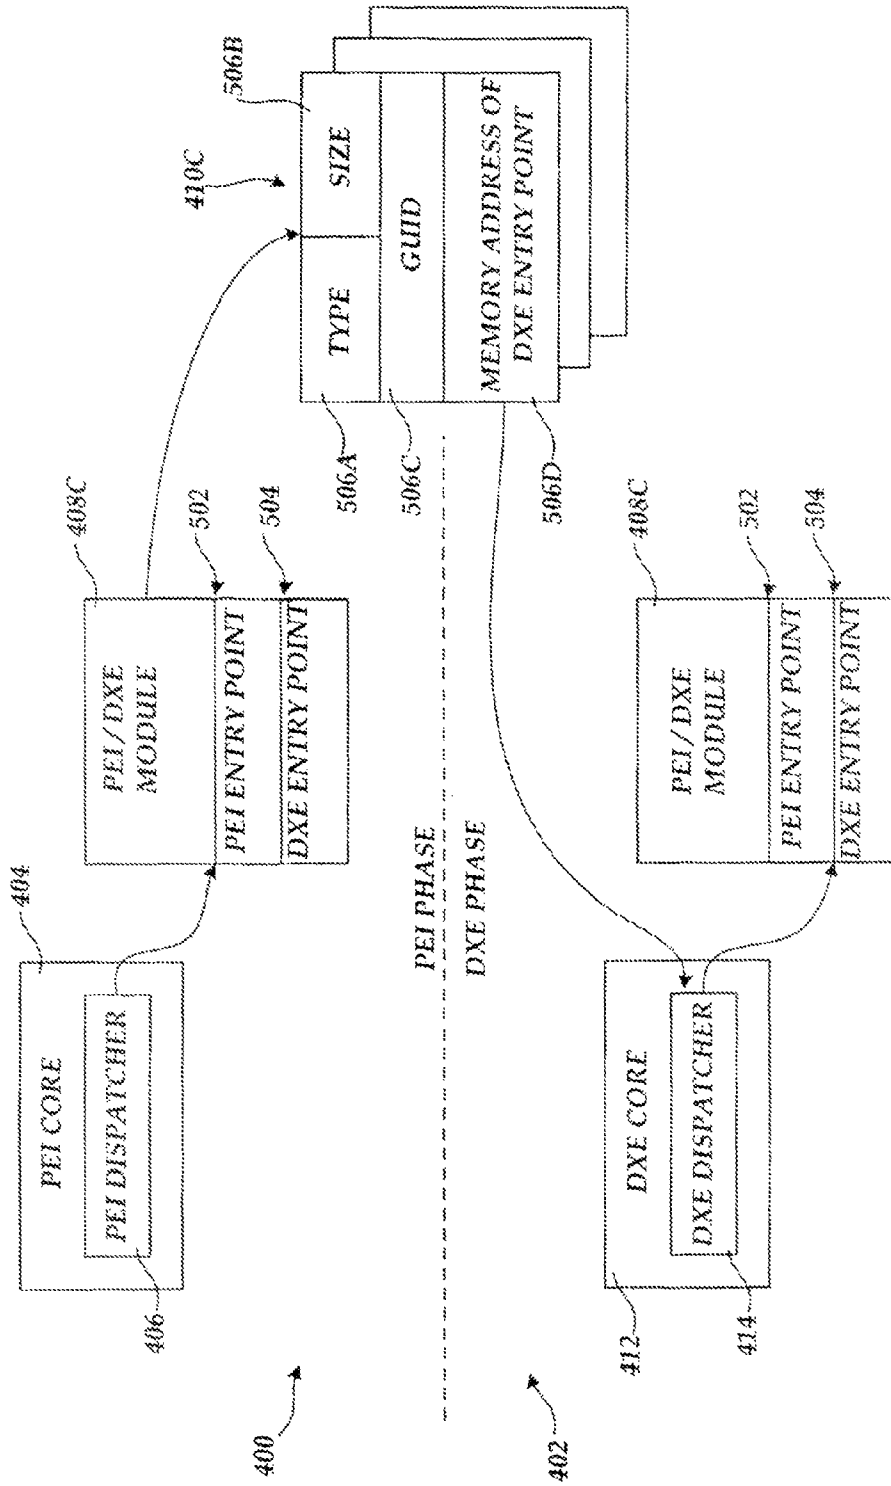 404
PEI CORE
PEI DISPATCHER
406
400
408C
PEI/DXE
MODULE
502
PEI ENTRY POINT
504
DXE ENTRY POINT
410C
506B
TYPE
SIZE
506A
GUID
506C
MEMORY ADDRESS OF
DXE ENTRY POINT
506D
PEI PHASE
DXE PHASE
402
412
DXE CORE
DXE DISPATCHER
414
408C
PEI/DXE
MODULE
502
PEI ENTRY POINT
504
DXE ENTRY POINT